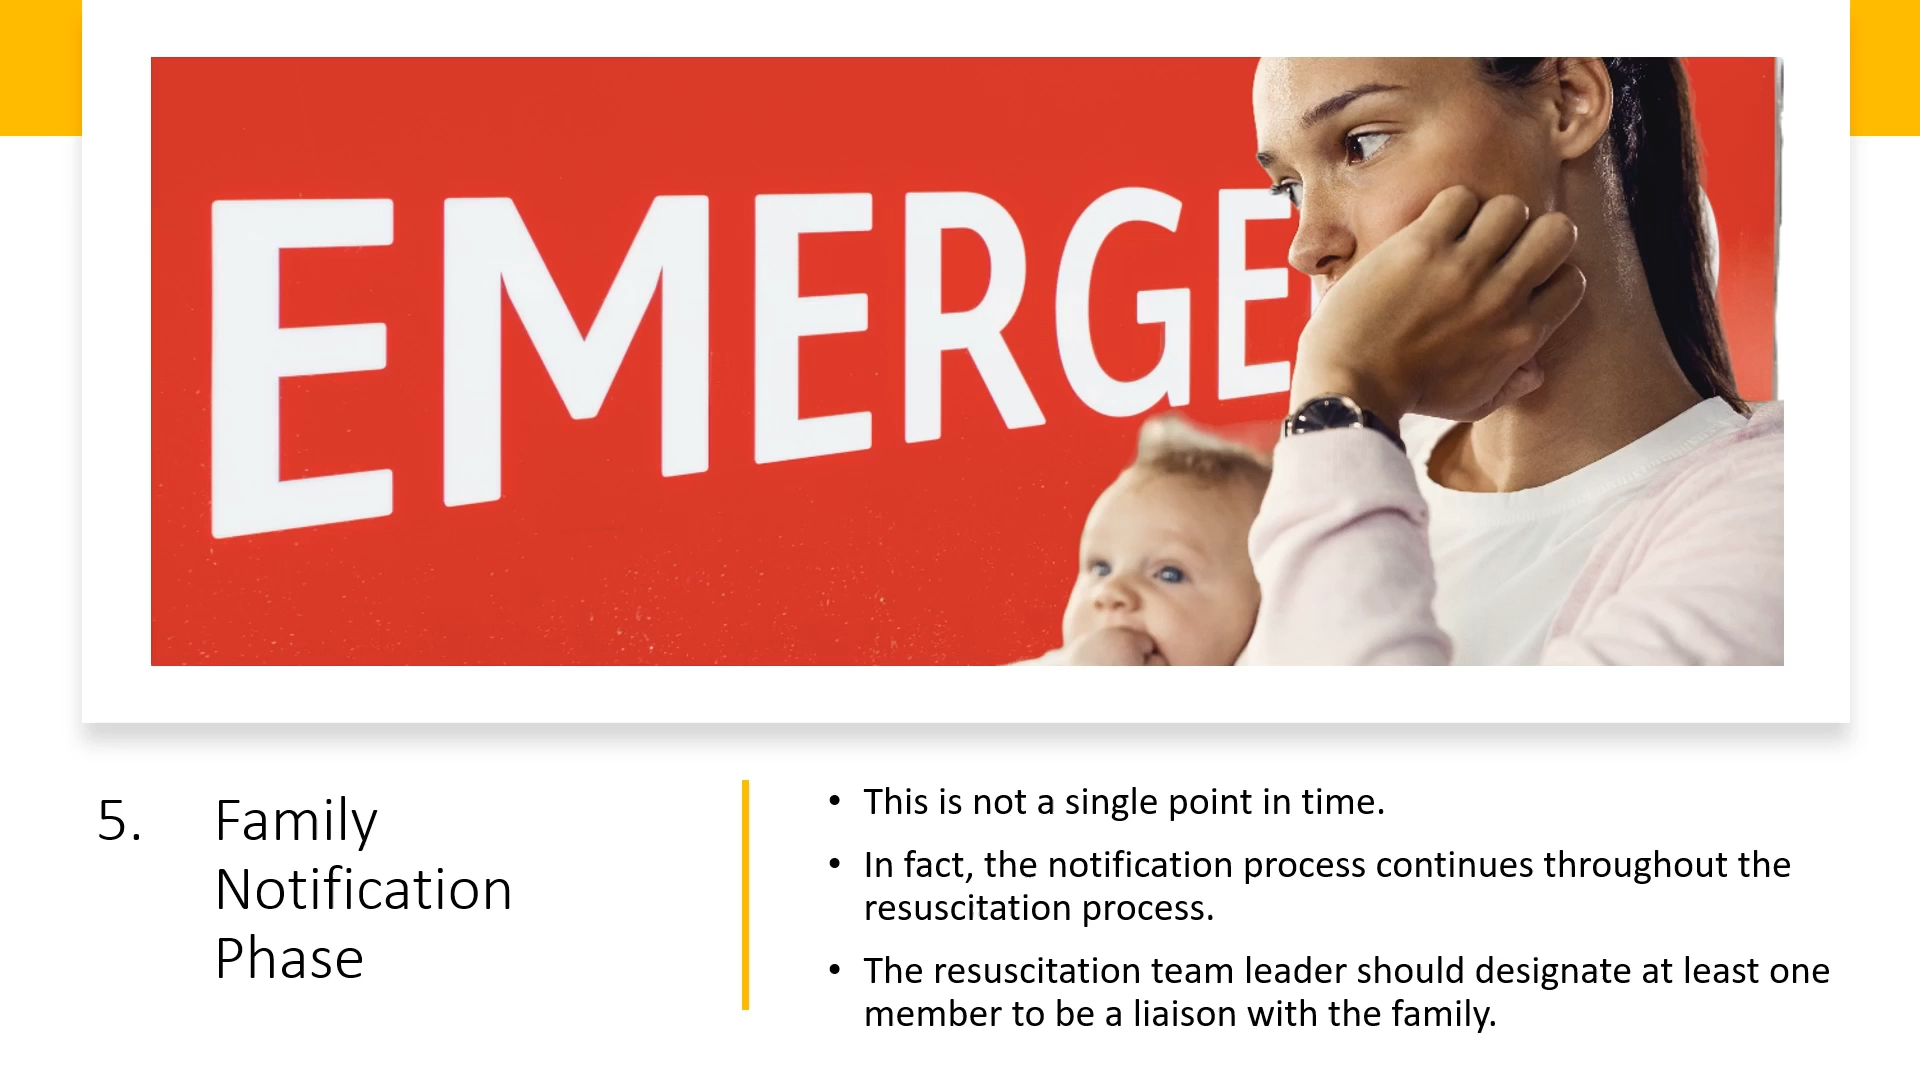 EMERGE
5. Family
Notification
Phase
• This is not a single point in time.
• In fact, the notification process continues throughout the
resuscitation process.
• The resuscitation team leader should designate at least one
member to be a liaison with the family.